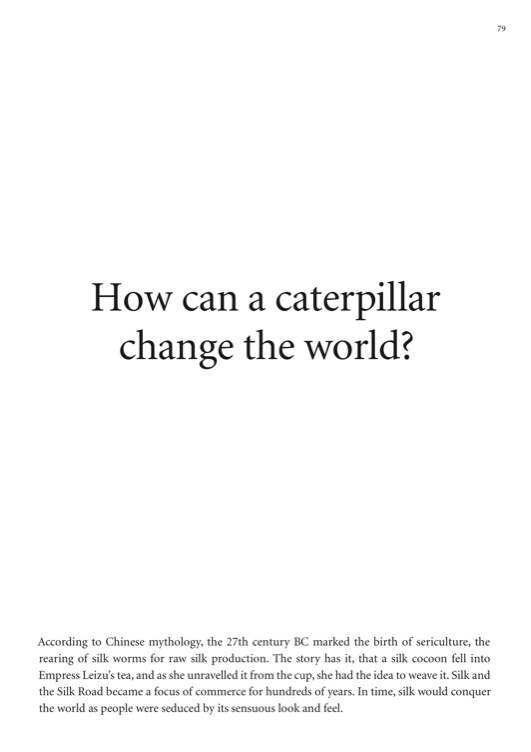 79
How can a caterpillar
change the world?
According to Chinese mythology, the 27th century BC marked the birth of sericulture, the
rearing of silk worms for raw silk production. The story has it, that a silk cocoon fell into
Empress Leizu's tea, and as she unravelled it from the cup, she had the idea to weave it. Silk and
the Silk Road became a focus of commerce for hundreds of years. In time, silk would conquer
the world as people were seduced by its sensuous look and feel.